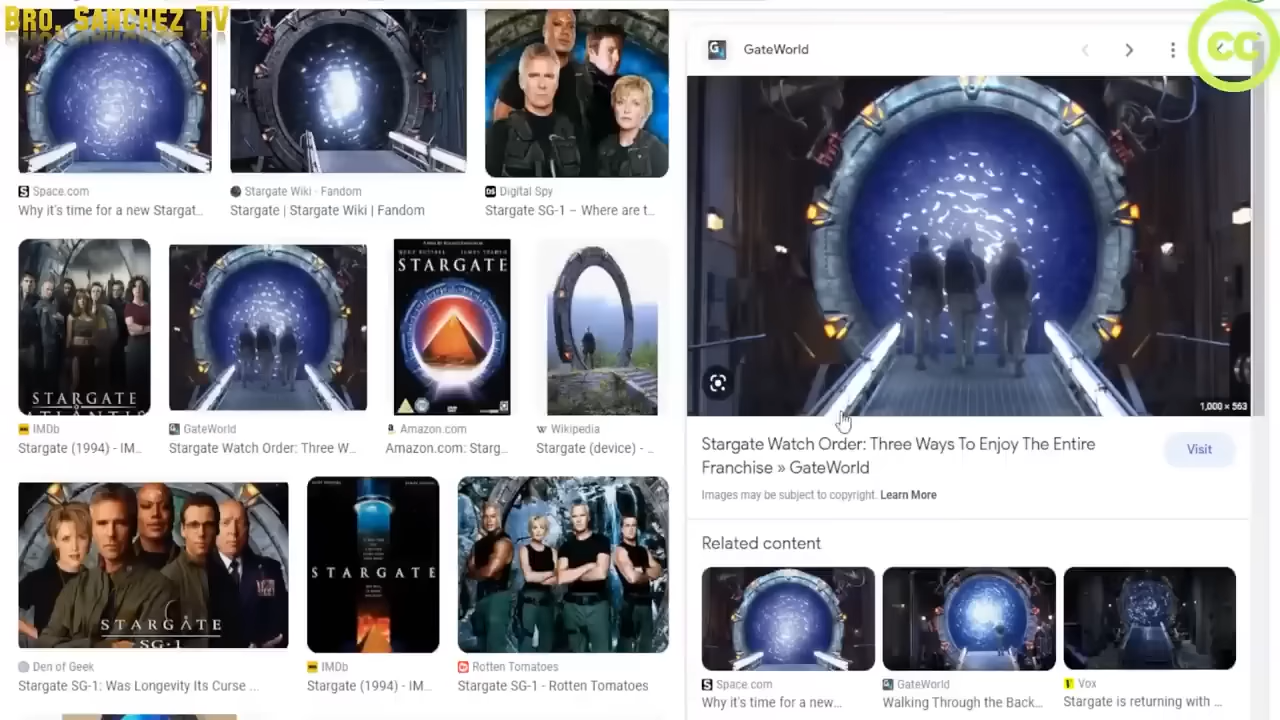 BRO. SANCHEZ TV
GateWorld
CG
Space.com
Why it's time for a new Stargat...
Stargate Wiki - Fandom
Stargate | Stargate Wiki | Fandom
Digital Spy
Stargate SG-1 – Where are t...
1,000 × 563
STARGATE
STARGATE
ATLANTIS
IMDb
Stargate (1994) - IM...
GateWorld
Stargate Watch Order: Three W...
Amazon.com
Amazon.com: Starg...
Wikipedia
Stargate (device) - ...
Stargate Watch Order: Three Ways To Enjoy The Entire
Franchise » GateWorld
Visit
Images may be subject to copyright. Learn More
Related content
STARGATE
SG·1
STARGATE
Den of Geek
Stargate SG-1: Was Longevity Its Curse ...
IMDb
Stargate (1994) - IM...
Rotten Tomatoes
Stargate SG-1 - Rotten Tomatoes
Space.com
Why it's time for a new...
GateWorld
Walking Through the Back...
Vox
Stargate is returning with ...